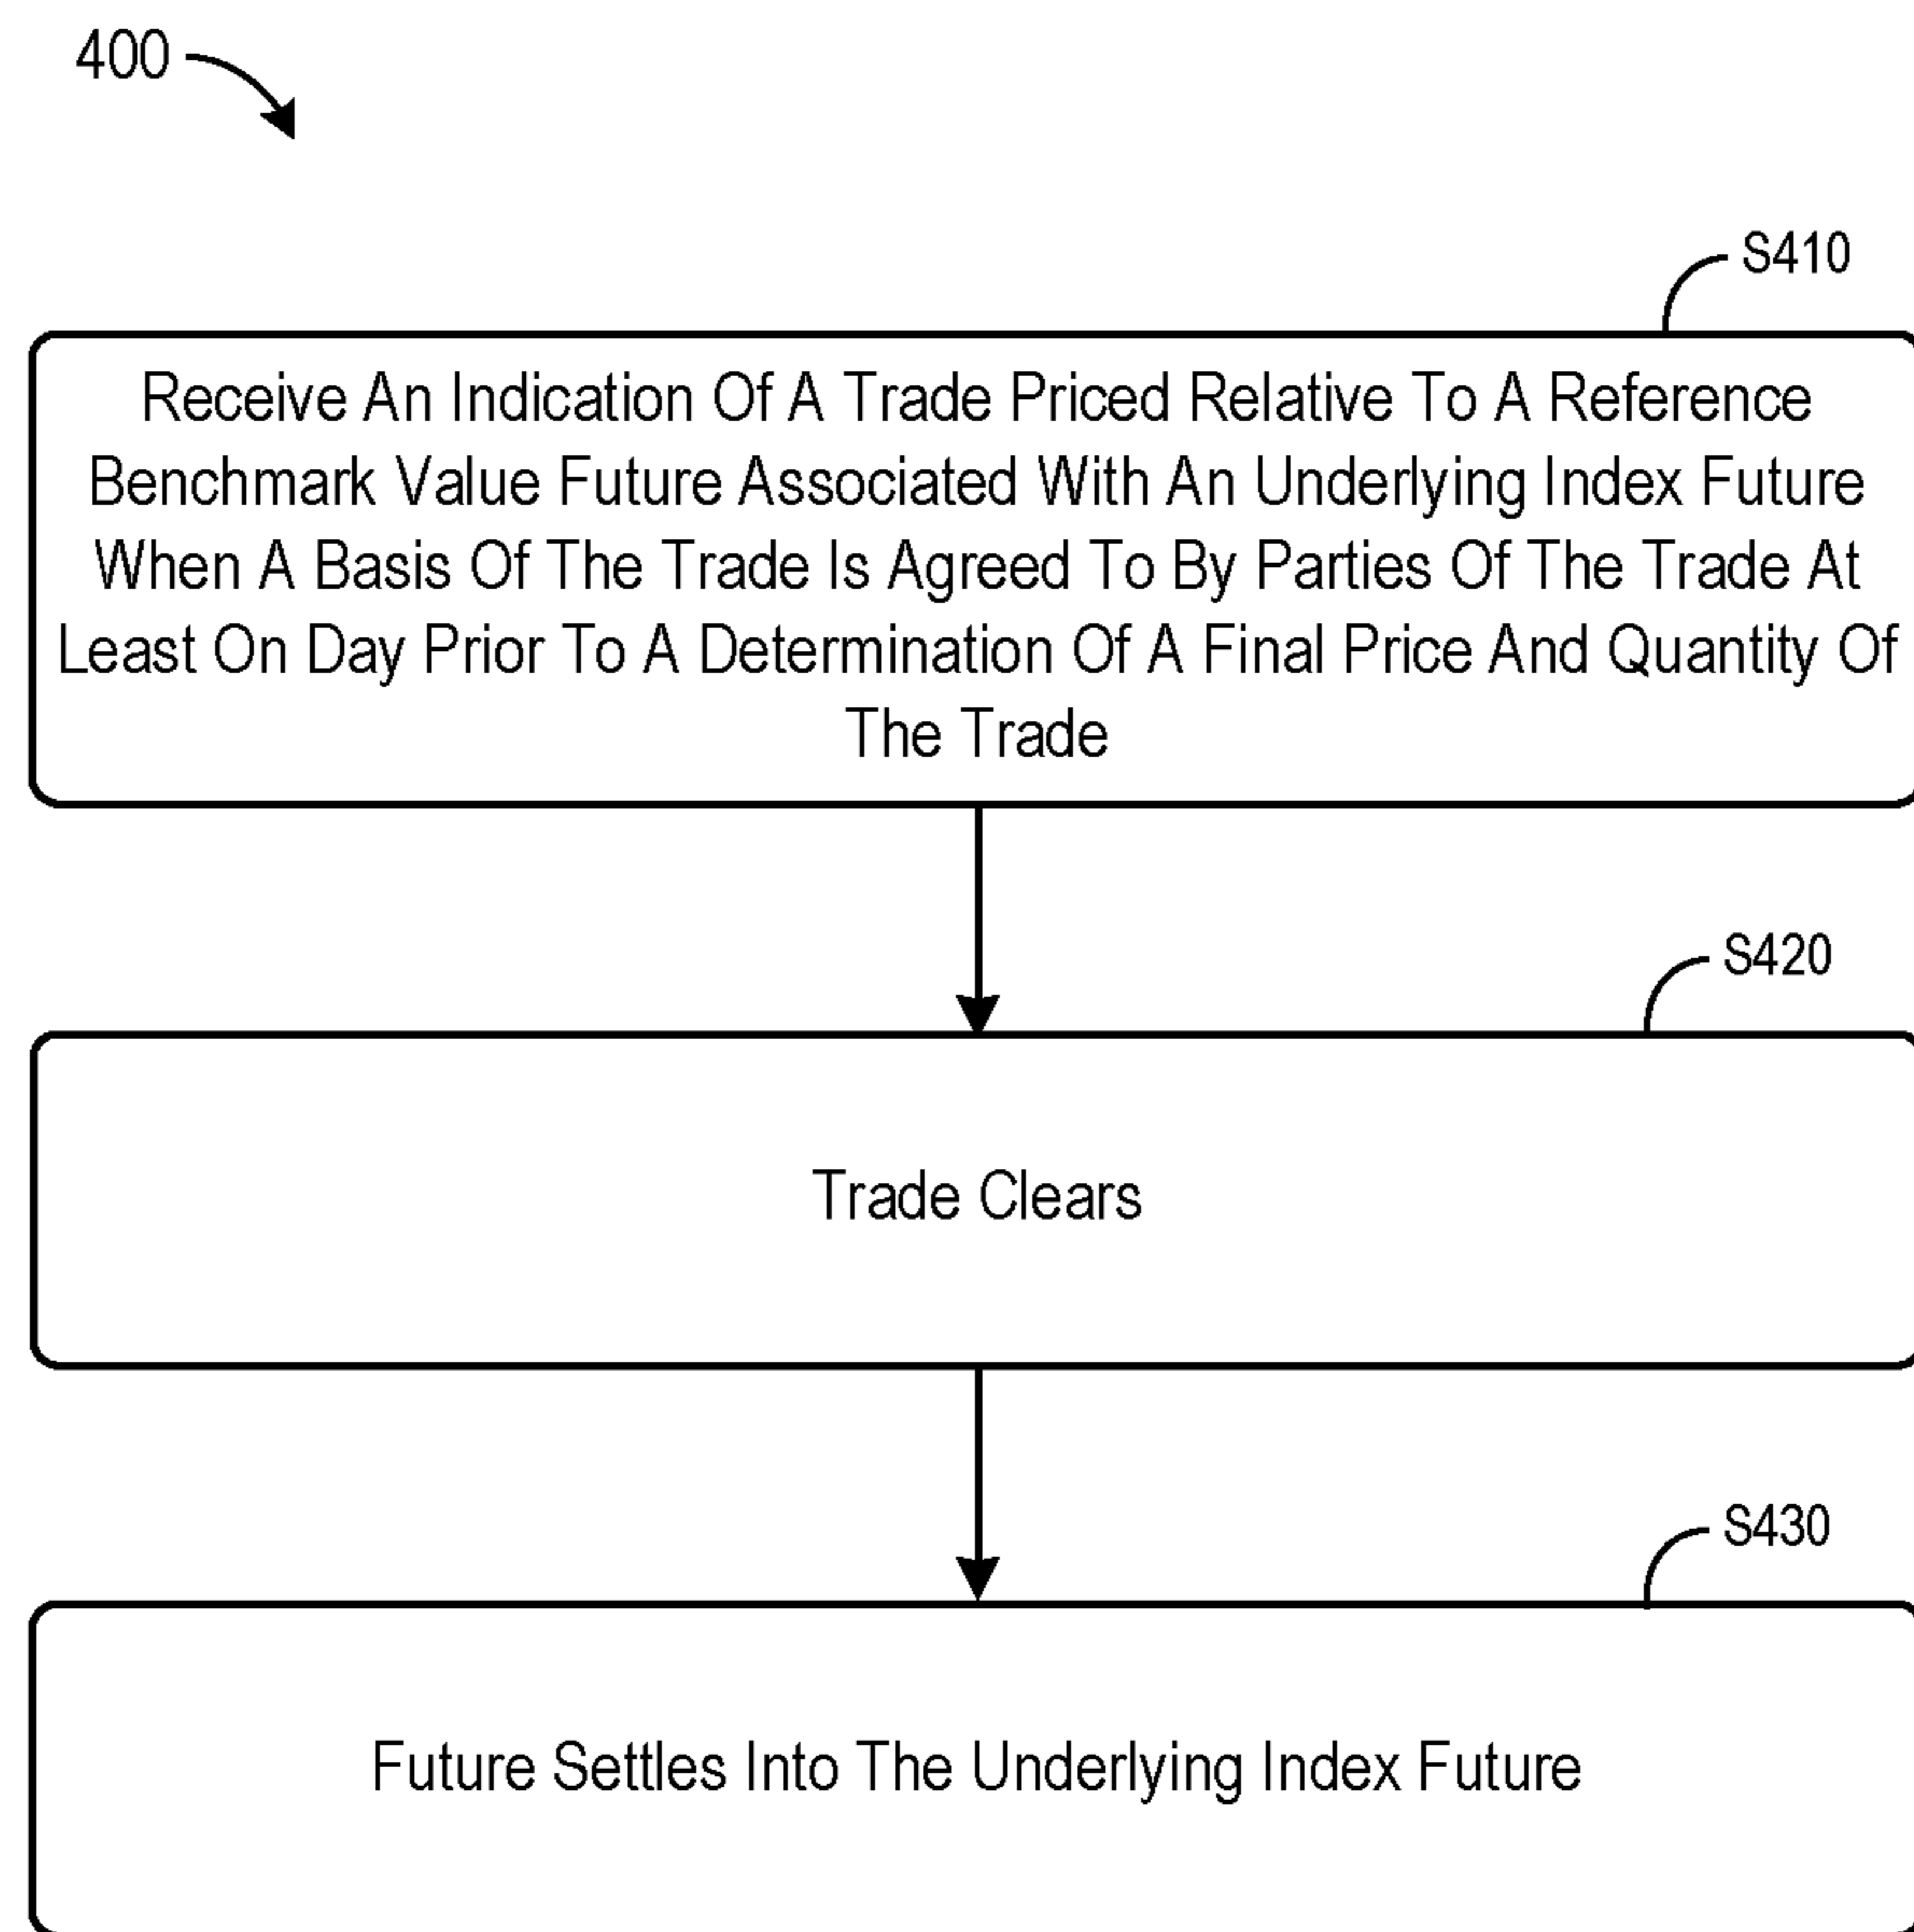 400
S410
Receive An Indication Of A Trade Priced Relative To A Reference
Benchmark Value Future Associated With An Underlying Index Future
When A Basis Of The Trade Is Agreed To By Parties Of The Trade At
Least On Day Prior To A Determination Of A Final Price And Quantity Of
The Trade
S420
Trade Clears
S430
Future Settles Into The Underlying Index Future